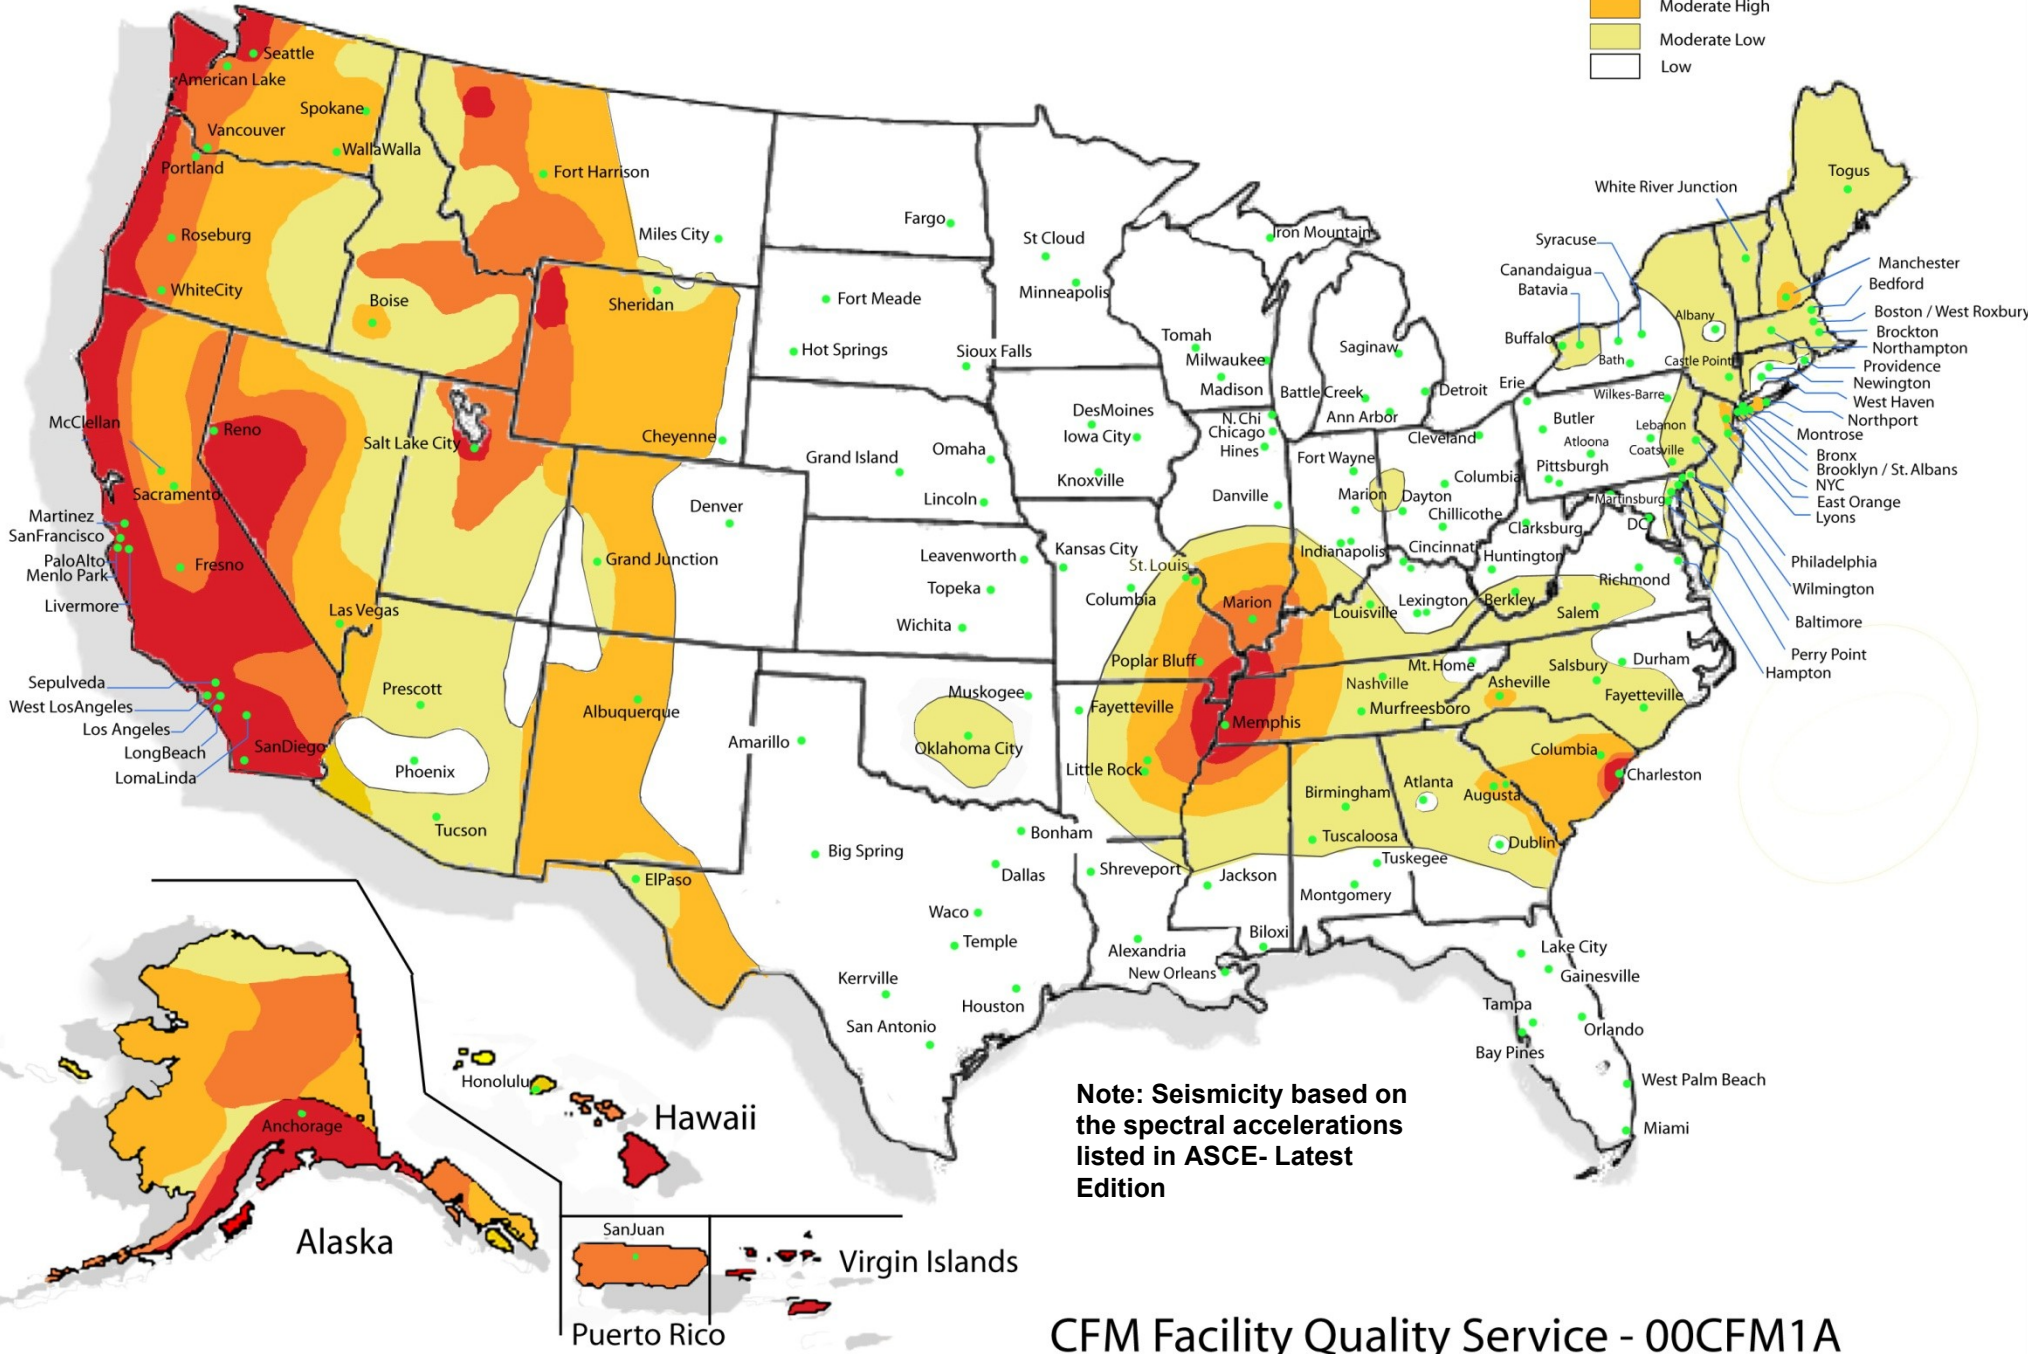 Moderate High
Moderate Low
Low
Seattle
American Lake
Spokane
Vancouver
WallaWalla
Portland
Fort Harrison
Roseburg
Miles City
WhiteCity
Boise
Sheridan
McClellan
Reno
Salt Lake City
Cheyenne
Sacramento
Martinez
SanFrancisco
PaloAlto
Menlo Park
Livermore
Fresno
Las Vegas
Grand Junction
Denver
Sepulveda
West LosAngeles
Los Angeles
LongBeach
LomaLinda
SanDiego
Prescott
Phoenix
Tucson
Albuquerque
ElPaso
Fargo
St Cloud
Minneapolis
Fort Meade
Hot Springs
Sioux Falls
Iron Mountain
Tomah
Milwaukee
Madison
Saginaw
Battle Creek
Detroit
Ann Arbor
DesMoines
Iowa City
Knoxville
Omaha
Grand Island
Lincoln
N. Chi
Chicago
Hines
Danville
Fort Wayne
Marion
Indianapolis
Cleveland
Columbia
Dayton
Chillicothe
Cincinnati
Leavenworth
Topeka
Wichita
Kansas City
St. Louis
Columbia
Marion
Poplar Bluff
Louisville
Lexington
Huntington
Clarksburg
Berkley
Salem
Richmond
Muskogee
Oklahoma City
Fayetteville
Little Rock
Memphis
Nashville
Murfreesboro
Mt. Home
Asheville
Salsbury
Durham
Fayetteville
Columbia
Charleston
Augusta
Atlanta
Dublin
Birmingham
Tuscaloosa
Tuskegee
Montgomery
Amarillo
Big Spring
Bonham
Dallas
Waco
Temple
Kerrville
Houston
San Antonio
Shreveport
Jackson
Alexandria
Biloxi
New Orleans
Lake City
Gainesville
Tampa
Orlando
Bay Pines
West Palm Beach
Miami
Togus
White River Junction
Syracuse
Canandaigua
Batavia
Buffalo
Bath
Albany
Castle Point
Erie
Butler
Atloona
Pittsburgh
Wilkes-Barre
Lebanon
Coatsville
Martinsburg
DC
Manchester
Bedford
Boston / West Roxbury
Brockton
Northampton
Providence
Newington
West Haven
Northport
Montrose
Bronx
Brooklyn / St. Albans
NYC
East Orange
Lyons
Philadelphia
Wilmington
Baltimore
Perry Point
Hampton
Anchorage
Alaska
Honolulu
Hawaii
SanJuan
Puerto Rico
Virgin Islands
Note: Seismicity based on
the spectral accelerations
listed in ASCE- Latest
Edition
CFM Facility Quality Service - 00CFM1A